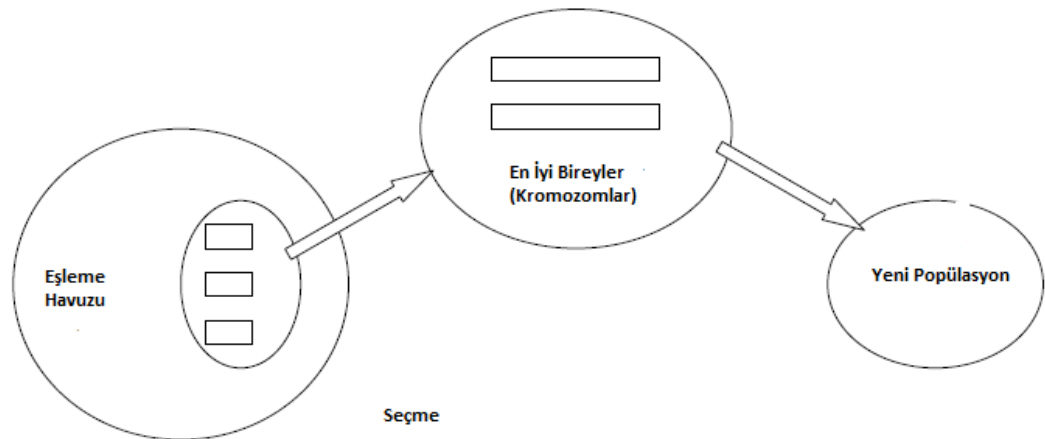 En İyi Bireyler
(Kromozomlar)
Eşleme
Havuzu
Yeni Popülasyon
Seçme